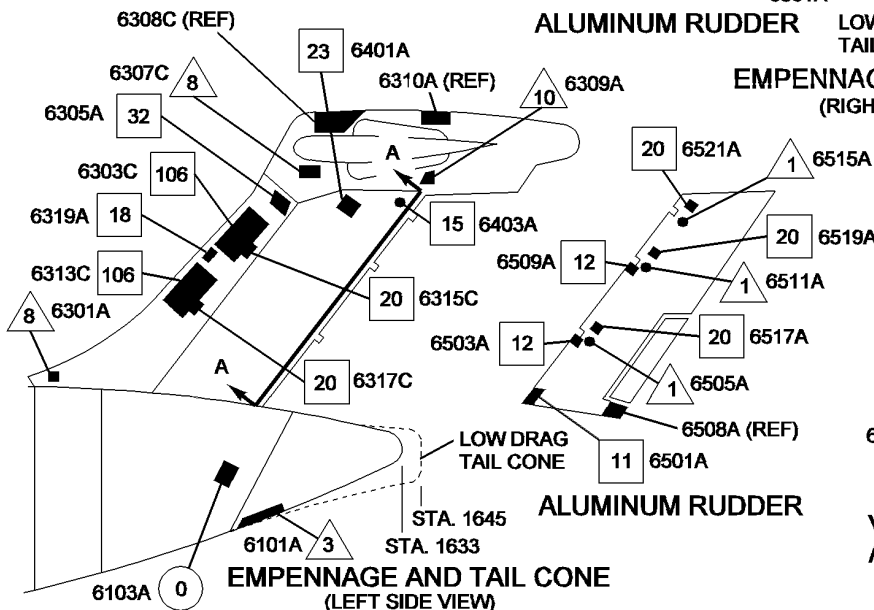 ALUMINUM RUDDER
LOW
TAIL
EMPENNAG
(RIGH
6308C (REF)
23 6401A
6307C 8
6310A (REF)
10 6309A
6305A 32
A
20 6521A
1 6515A
6303C 106
6319A 18
15 6403A
20 6519A
6509A 12
1 6511A
6313C 106
20 6315C
8 6301A
6503A 12
20 6517A
A
20 6317C
1 6505A
6508A (REF)
LOW DRAG
TAIL CONE
11 6501A
STA. 1645
ALUMINUM RUDDER
6101A 3
STA. 1633
6103A 0
EMPENNAGE AND TAIL CONE
(LEFT SIDE VIEW)